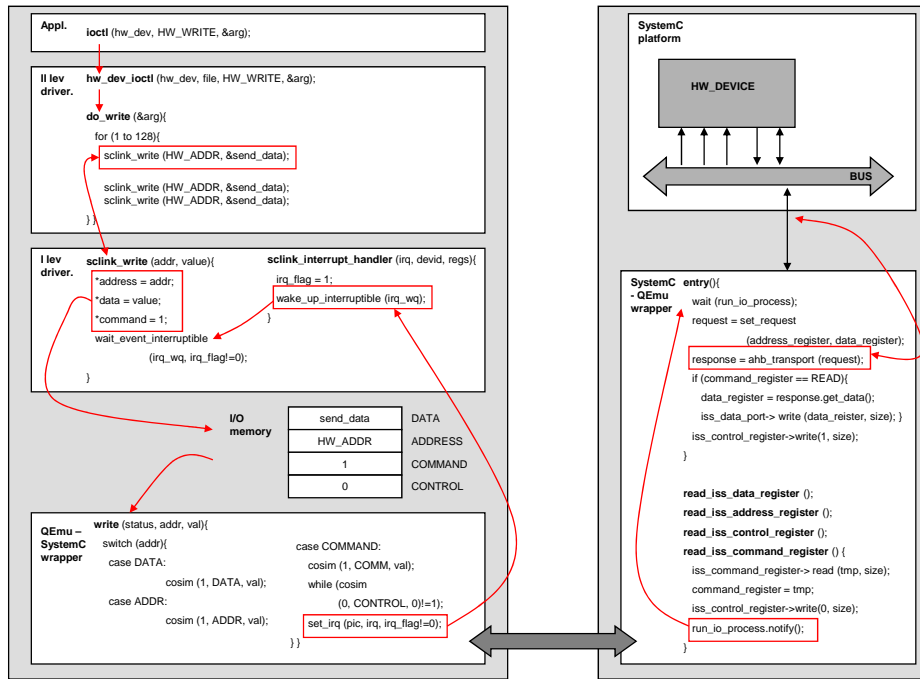 Appl.
ioctl (hw_dev, HW_WRITE, &arg);
II lev
driver.
hw_dev_ioctl (hw_dev, file, HW_WRITE, &arg);
do_write (&arg){
for (1 to 128){
sclink_write (HW_ADDR, &send_data);
sclink_write (HW_ADDR, &send_data);
sclink_write (HW_ADDR, &send_data);
} }
I lev
driver.
sclink_write (addr, value){
*address = addr;
*data = value;
*command = 1;
wait_event_interruptible
(irq_wq, irq_flag!=0);
}
sclink_interrupt_handler (irq, devid, regs){
irq_flag = 1;
wake_up_interruptible (irq_wq);
}
I/O
memory
send_data DATA
HW_ADDR ADDRESS
1 COMMAND
0 CONTROL
QEmu –
SystemC
wrapper
write (status, addr, val){
switch (addr){
case DATA:
cosim (1, DATA, val);
case ADDR:
cosim (1, ADDR, val);
case COMMAND:
cosim (1, COMM, val);
while (cosim
(0, CONTROL, 0)!=1);
set_irq (pic, irq, irq_flag!=0);
} }
SystemC
platform
HW_DEVICE
BUS
SystemC
- QEmu
wrapper
entry(){
wait (run_io_process);
request = set_request
(address_register, data_register);
response = ahb_transport (request);
if (command_register == READ){
data_register = response.get_data();
iss_data_port-> write (data_reister, size); }
iss_control_register->write(1, size);
}
read_iss_data_register ();
read_iss_address_register ();
read_iss_control_register ();
read_iss_command_register () {
iss_command_register-> read (tmp, size);
command_register = tmp;
iss_control_register->write(0, size);
run_io_process.notify();
}